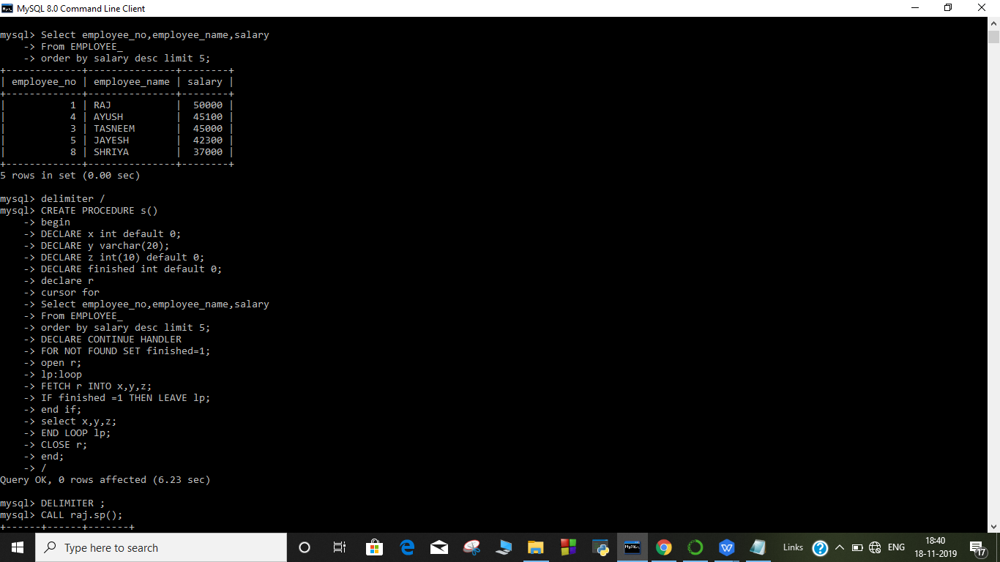 MySQL 8.0 Command Line Client
mysql> Select employee_no,employee_name,salary
    -> From EMPLOYEE_
    -> order by salary desc limit 5;
+-------------+---------------+--------+
| employee_no | employee_name | salary |
+-------------+---------------+--------+
|           1 | RAJ           |  50000 |
|           4 | AYUSH         |  45100 |
|           3 | TASNEEM       |  45000 |
|           5 | JAYESH        |  42300 |
|           8 | SHRIYA        |  37000 |
+-------------+---------------+--------+
5 rows in set (0.00 sec)
mysql> delimiter /
mysql> CREATE PROCEDURE s()
    -> begin
    -> DECLARE x int default 0;
    -> DECLARE y varchar(20);
    -> DECLARE z int(10) default 0;
    -> DECLARE finished int default 0;
    -> declare r
    -> cursor for
    -> Select employee_no,employee_name,salary
    -> From EMPLOYEE_
    -> order by salary desc limit 5;
    -> DECLARE CONTINUE HANDLER
    -> FOR NOT FOUND SET finished=1;
    -> open r;
    -> lp:loop
    -> FETCH r INTO x,y,z;
    -> IF finished =1 THEN LEAVE lp;
    -> end if;
    -> select x,y,z;
    -> END LOOP lp;
    -> CLOSE r;
    -> end;
    -> /
Query OK, 0 rows affected (6.23 sec)
mysql> DELIMITER ;
mysql> CALL raj.sp();
+------+------+-------+
Type here to search
Links
ENG
18:40
18-11-2019
17